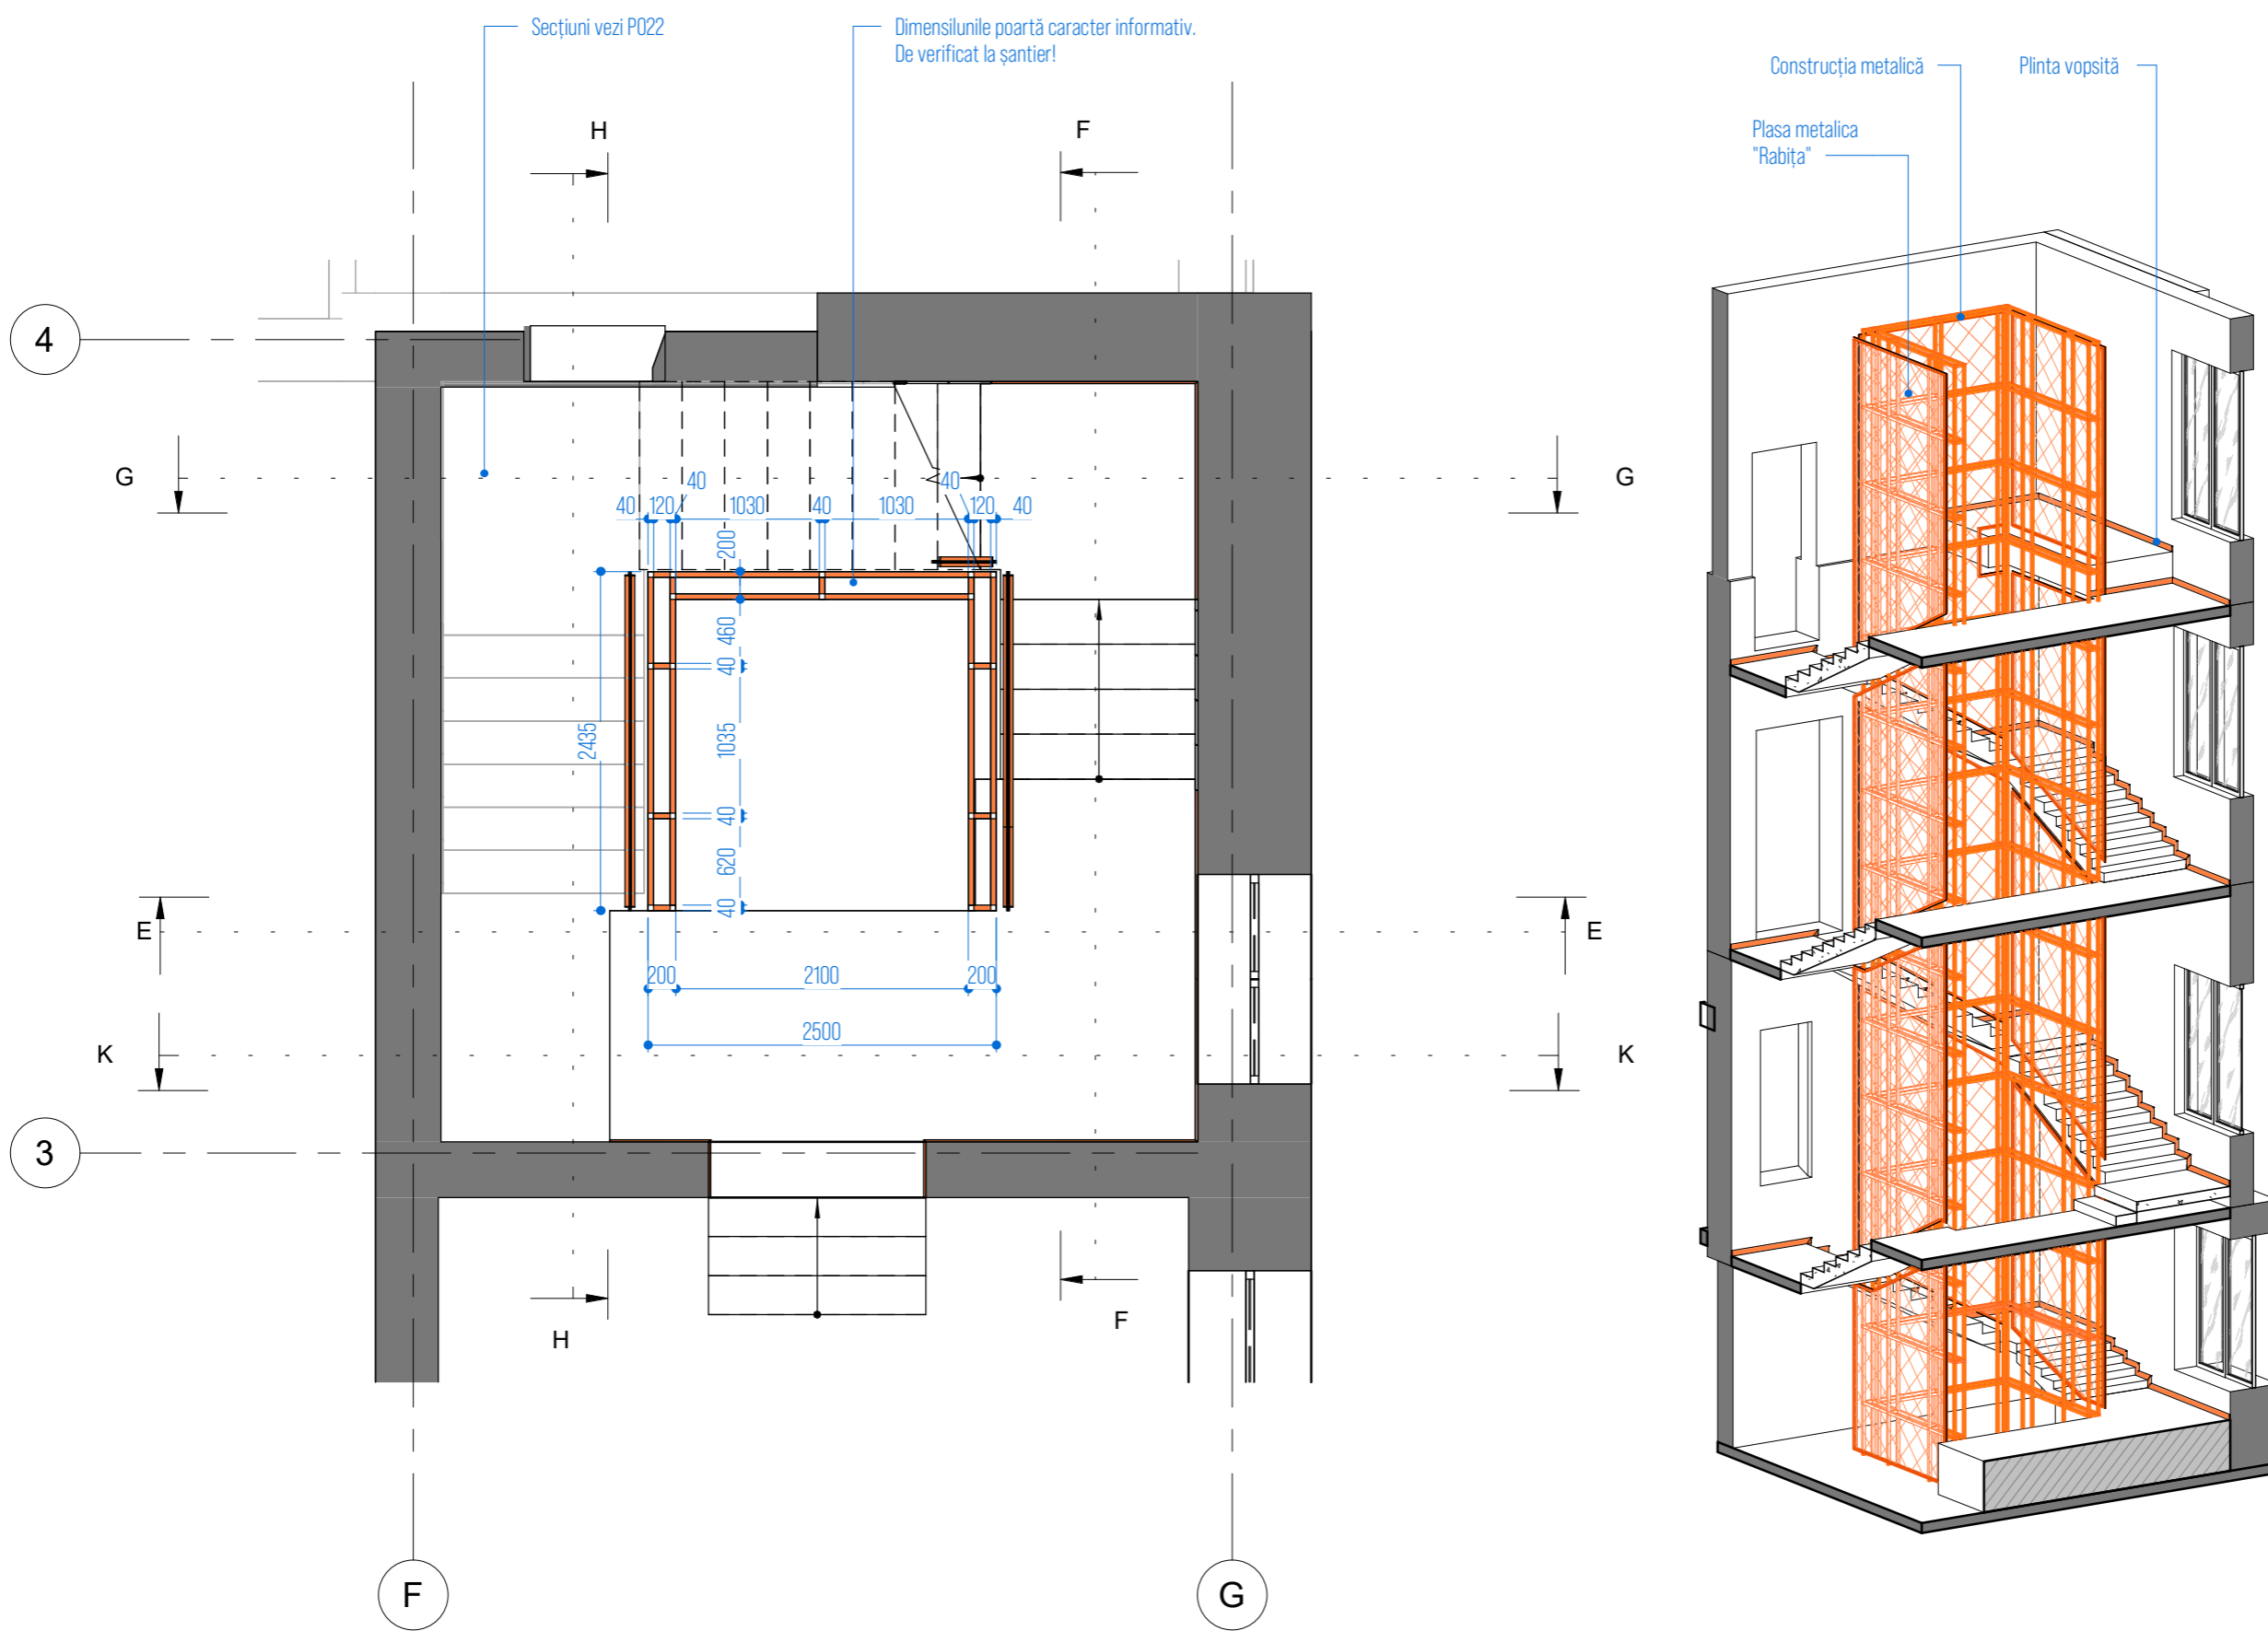 Secțiuni vezi P022
Dimensiunile poartă caracter informativ.
De verificat la șantier!
Construcția metalică
Plinta vopsită
Plasa metalica
"Rabița"
H
F
4
G
G
40
40
40
120
1030
40
1030
120
40
200
460
40
2435
1035
40
620
40
E
E
200
2100
200
2500
K
K
3
H
F
F
G